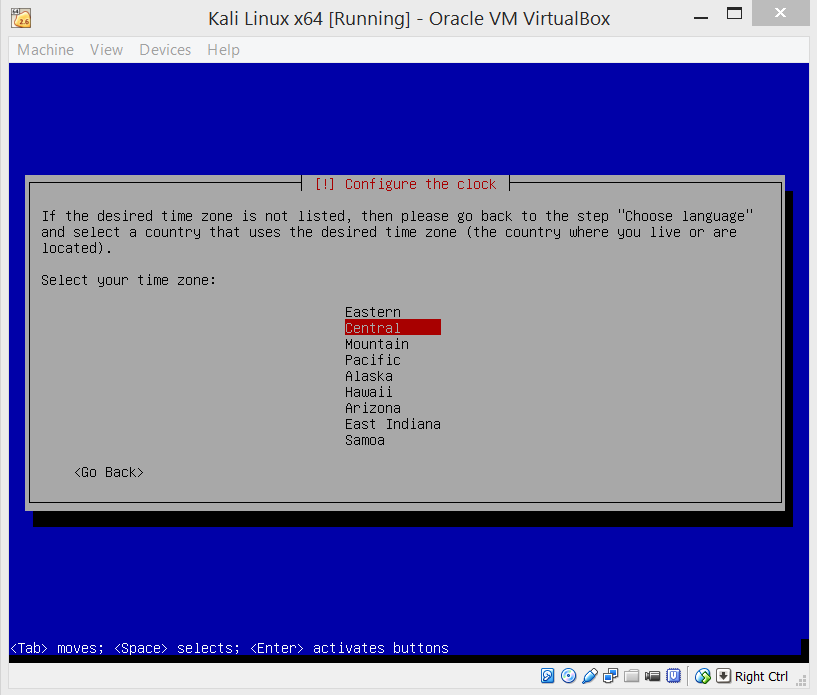 Kali Linux x64 [Running] - Oracle VM VirtualBox
Machine View Devices Help
[!] Configure the clock
If the desired time zone is not listed, then please go back to the step "Choose language"
and select a country that uses the desired time zone (the country where you live or are
located).
Select your time zone:
Eastern
Central
Mountain
Pacific
Alaska
Hawaii
Arizona
East Indiana
Samoa
<Go Back>
<Tab> moves; <Space> selects; <Enter> activates buttons
Right Ctrl